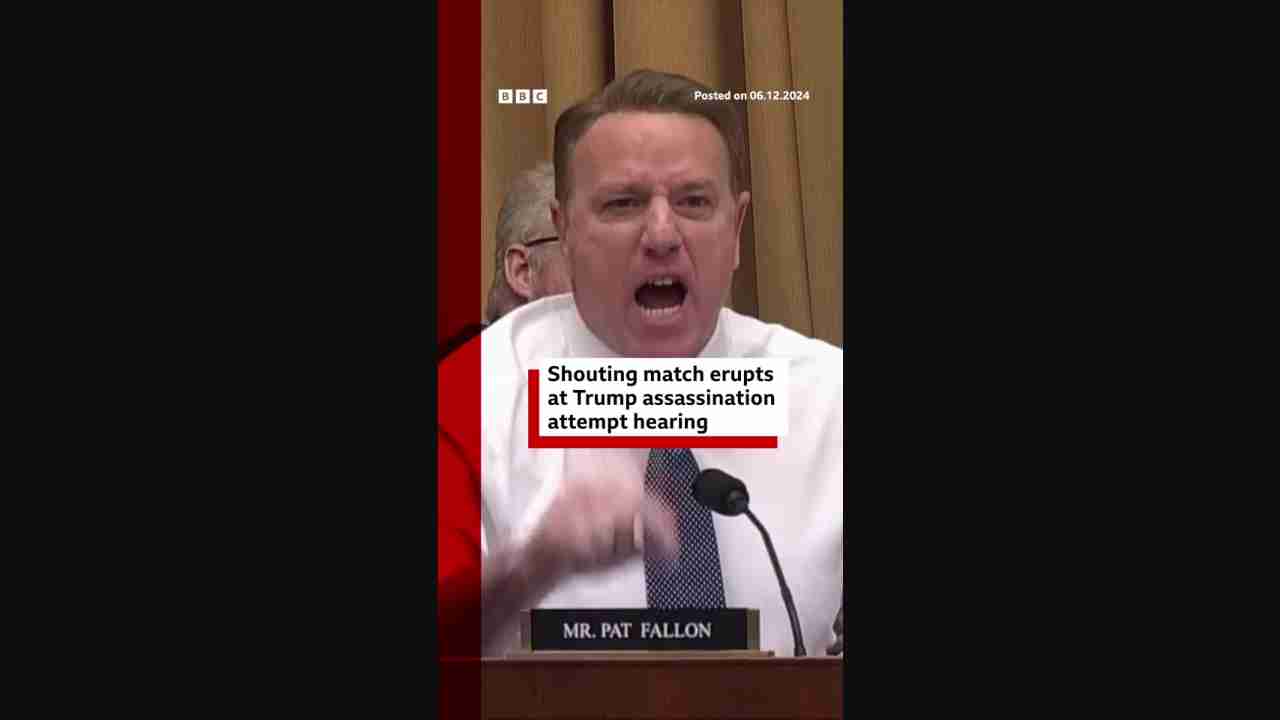 BBC
Posted on 06.12.2024
Shouting match erupts
at Trump assassination
attempt hearing
MR. PAT FALLON